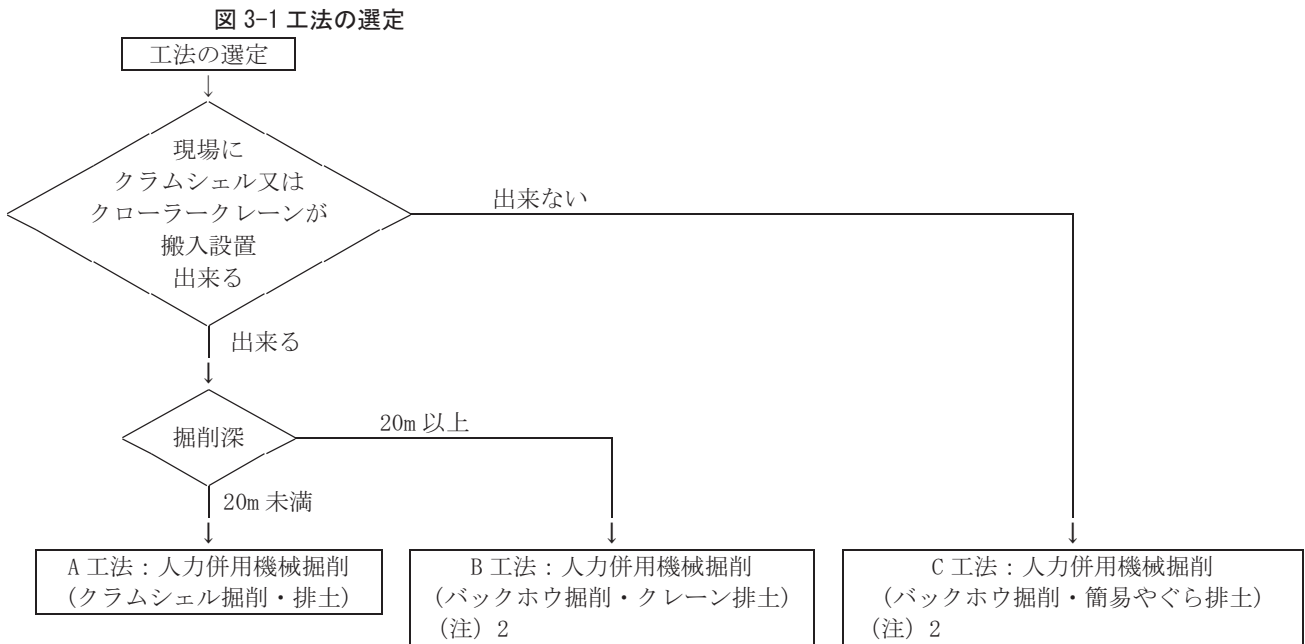 図 3-1 工法の選定
工法の選定
↓
現場に
クラムシェル又は
クローラークレーンが
搬入設置
出来る
出来ない
出来る
掘削深
20m 以上
20m 未満
A 工法：人力併用機械掘削
(クラムシェル掘削・排土)
B 工法：人力併用機械掘削
(バックホウ掘削・クレーン排土)
（注）2
C 工法：人力併用機械掘削
(バックホウ掘削・簡易やぐら排土)
（注）2